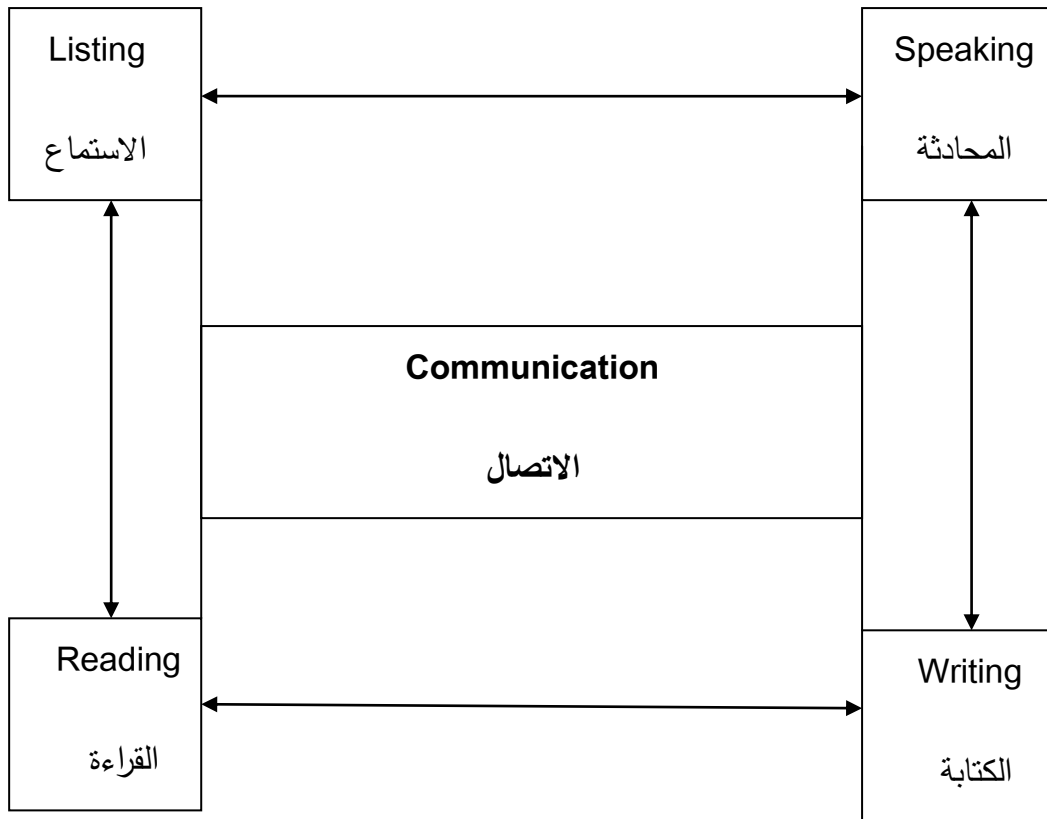 Listing
الاستماع
Speaking
المحادثة
Communication
الاتصال
Reading
القراءة
Writing
الكتابة